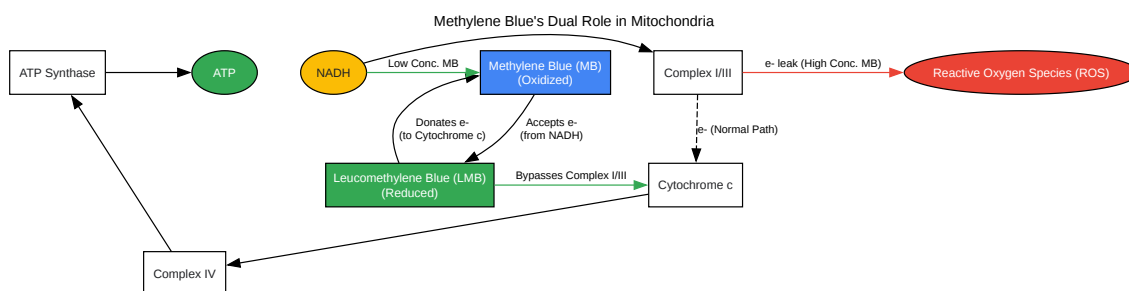 Methylene Blue's Dual Role in Mitochondria
ATP Synthase
ATP
NADH
Low Conc. MB
Methylene Blue (MB)
(Oxidized)
Complex I/III
e- leak (High Conc. MB)
Reactive Oxygen Species (ROS)
Donates e-
(to Cytochrome c)
Accepts e-
(from NADH)
e- (Normal Path)
Leucomethylene Blue (LMB)
(Reduced)
Bypasses Complex I/III
Cytochrome c
Complex IV